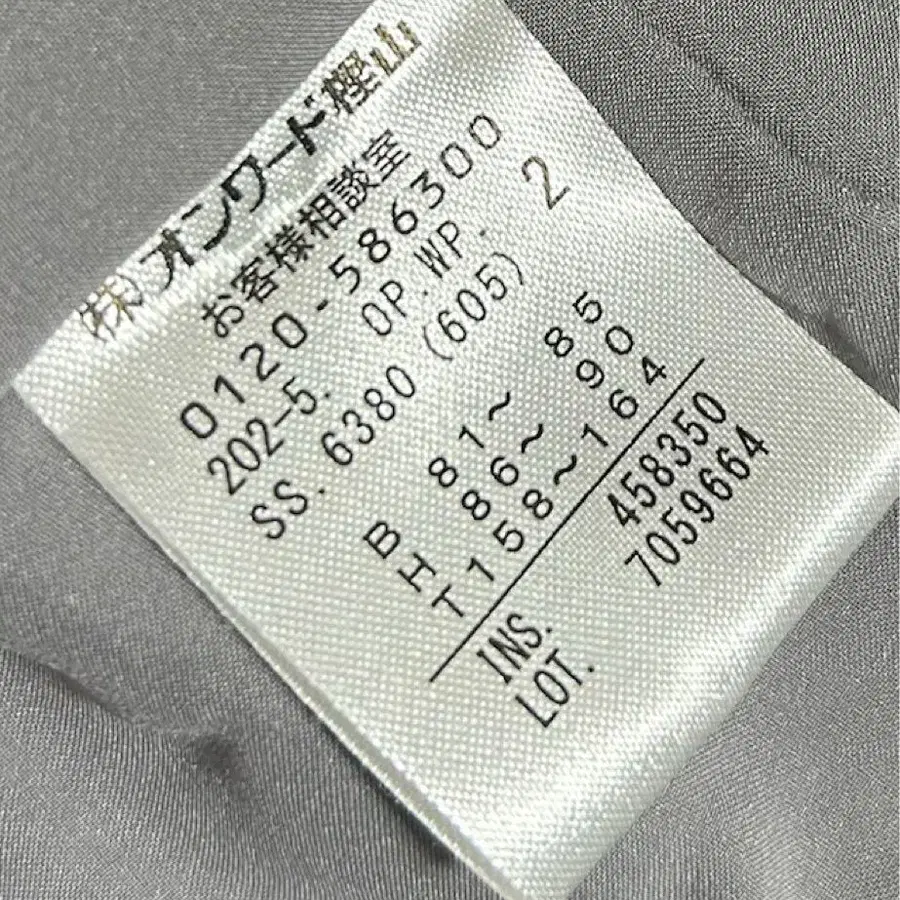 (株)オンワード樫山
お客様相談室
0120-586300
202-5. OP.WP. 2
SS. 6380 (605)
B 81~ 85
H 86~ 90
T158~164
INS. 458350
LOT. 7059664